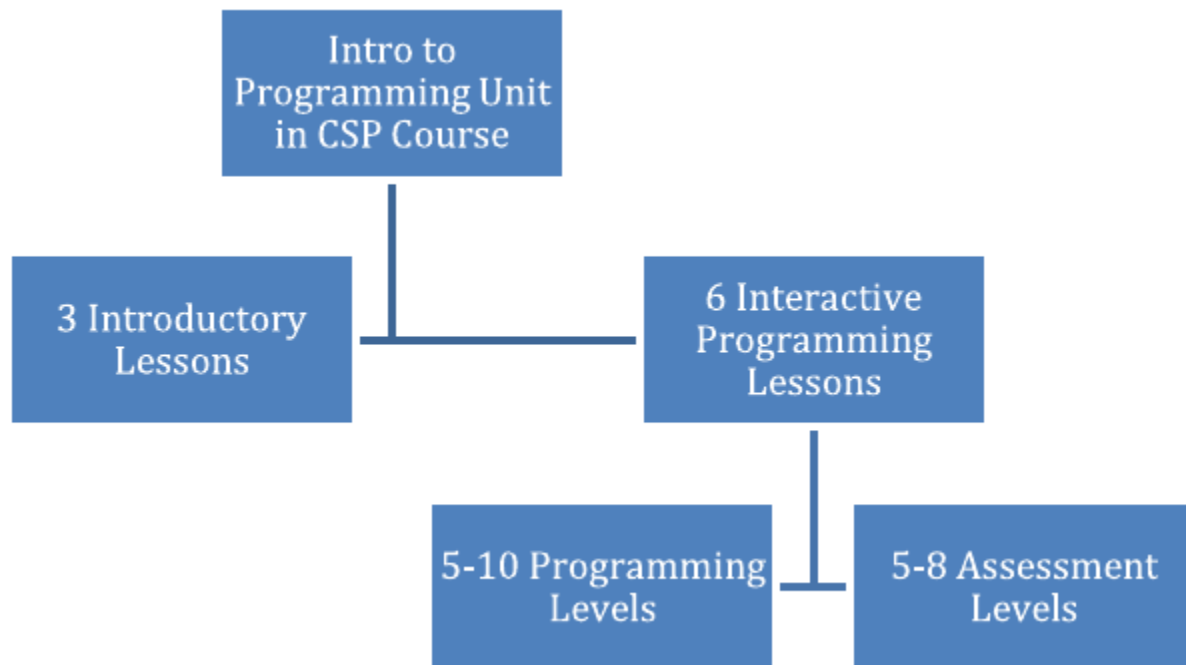 Intro to
Programming Unit
in CSP Course
3 Introductory
Lessons
6 Interactive
Programming
Lessons
5-10 Programming
Levels
5-8 Assessment
Levels